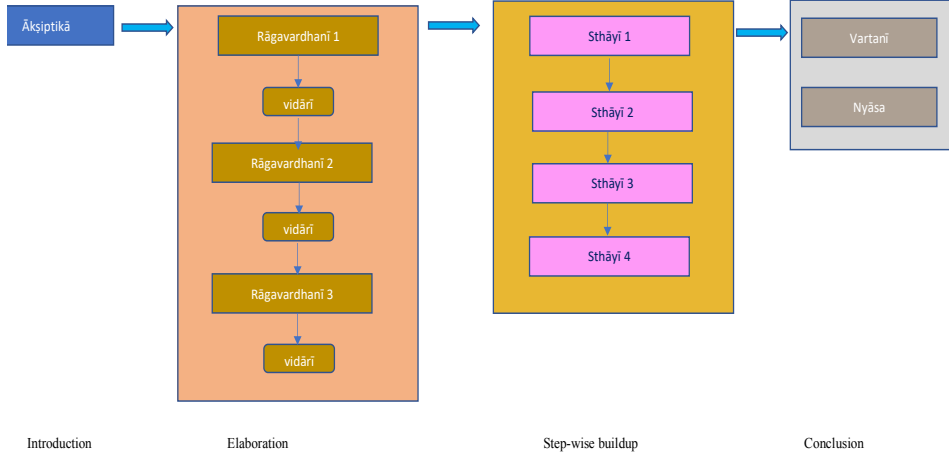 Ākṣiptikā
Rāgavardhanī 1
vidārī
Rāgavardhanī 2
vidārī
Rāgavardhanī 3
vidārī
Sthāyī 1
Sthāyī 2
Sthāyī 3
Sthāyī 4
Vartanī
Nyāsa
Introduction
Elaboration
Step-wise buildup
Conclusion